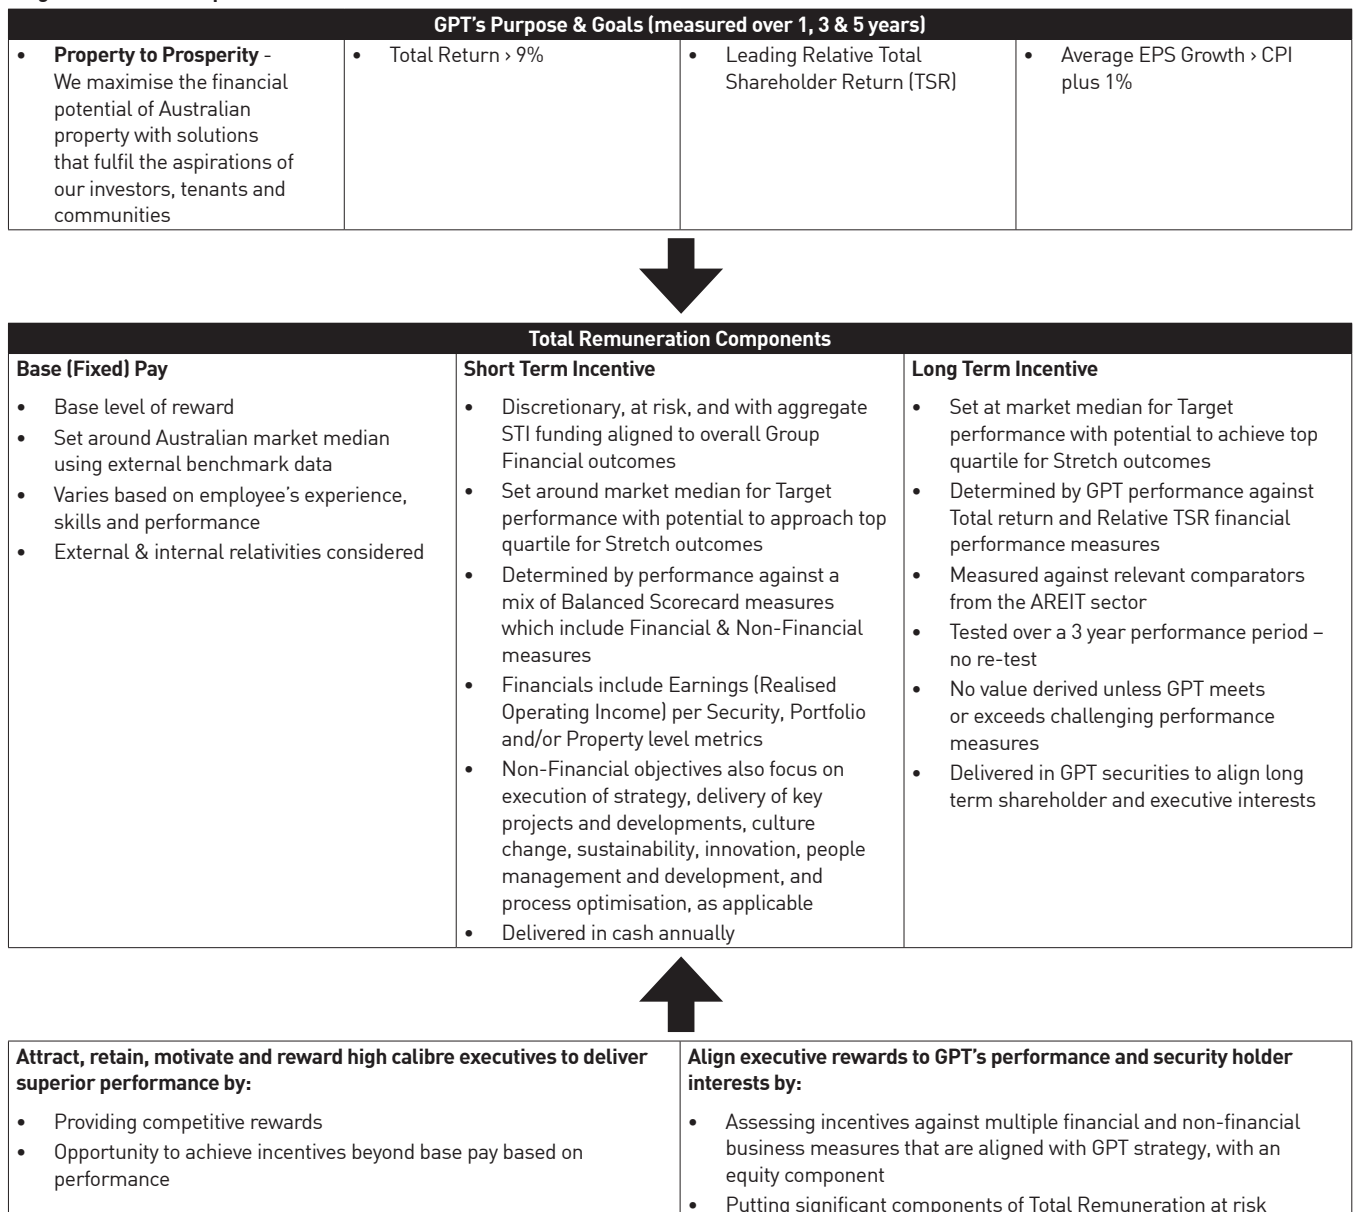 GPT's Purpose & Goals (measured over 1, 3 & 5 years)
• Property to Prosperity -
We maximise the financial
potential of Australian
property with solutions
that fulfil the aspirations of
our investors, tenants and
communities
• Total Return > 9%
• Leading Relative Total
Shareholder Return (TSR)
• Average EPS Growth > CPI
plus 1%
Total Remuneration Components
Base (Fixed) Pay
• Base level of reward
• Set around Australian market median
using external benchmark data
• Varies based on employee's experience,
skills and performance
• External & internal relativities considered
Short Term Incentive
• Discretionary, at risk, and with aggregate
STI funding aligned to overall Group
Financial outcomes
• Set around market median for Target
performance with potential to approach top
quartile for Stretch outcomes
• Determined by performance against a
mix of Balanced Scorecard measures
which include Financial & Non-Financial
measures
• Financials include Earnings (Realised
Operating Income) per Security, Portfolio
and/or Property level metrics
• Non-Financial objectives also focus on
execution of strategy, delivery of key
projects and developments, culture
change, sustainability, innovation, people
management and development, and
process optimisation, as applicable
• Delivered in cash annually
Long Term Incentive
• Set at market median for Target
performance with potential to achieve top
quartile for Stretch outcomes
• Determined by GPT performance against
Total return and Relative TSR financial
performance measures
• Measured against relevant comparators
from the AREIT sector
• Tested over a 3 year performance period –
no re-test
• No value derived unless GPT meets
or exceeds challenging performance
measures
• Delivered in GPT securities to align long
term shareholder and executive interests
Attract, retain, motivate and reward high calibre executives to deliver
superior performance by:
• Providing competitive rewards
• Opportunity to achieve incentives beyond base pay based on
performance
Align executive rewards to GPT's performance and security holder
interests by:
• Assessing incentives against multiple financial and non-financial
business measures that are aligned with GPT strategy, with an
equity component
• Putting significant components of Total Remuneration at risk